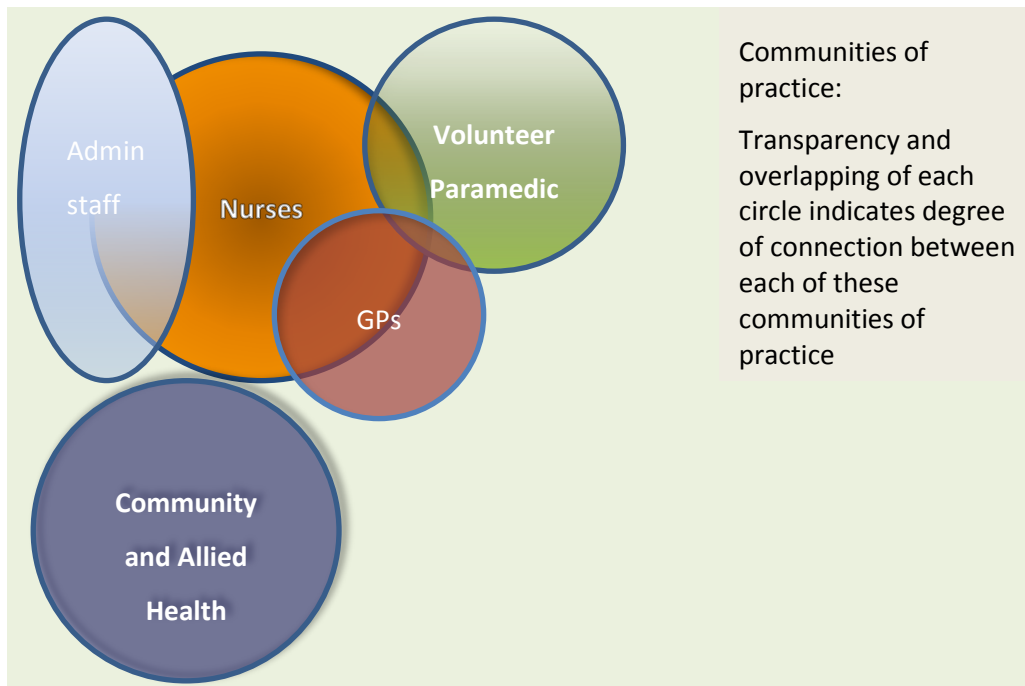 Admin
staff
Nurses
Volunteer
Paramedic
GPs
Community
and Allied
Health
Communities of
practice:
Transparency and
overlapping of each
circle indicates degree
of connection between
each of these
communities of
practice